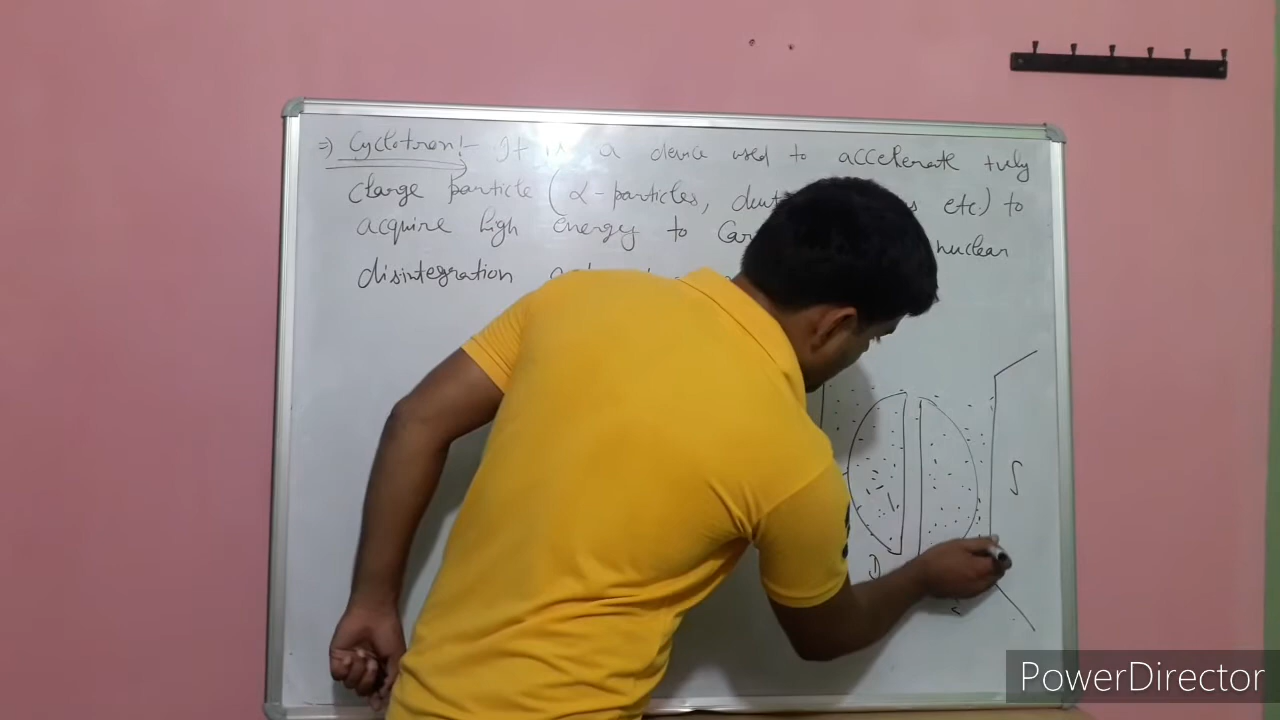 =) Cyclotron :- It is a device used to accelerate +vely
charge particle (α - particles, etc.) to
acquire high energy to nuclear
disintegration
S
D
PowerDirector